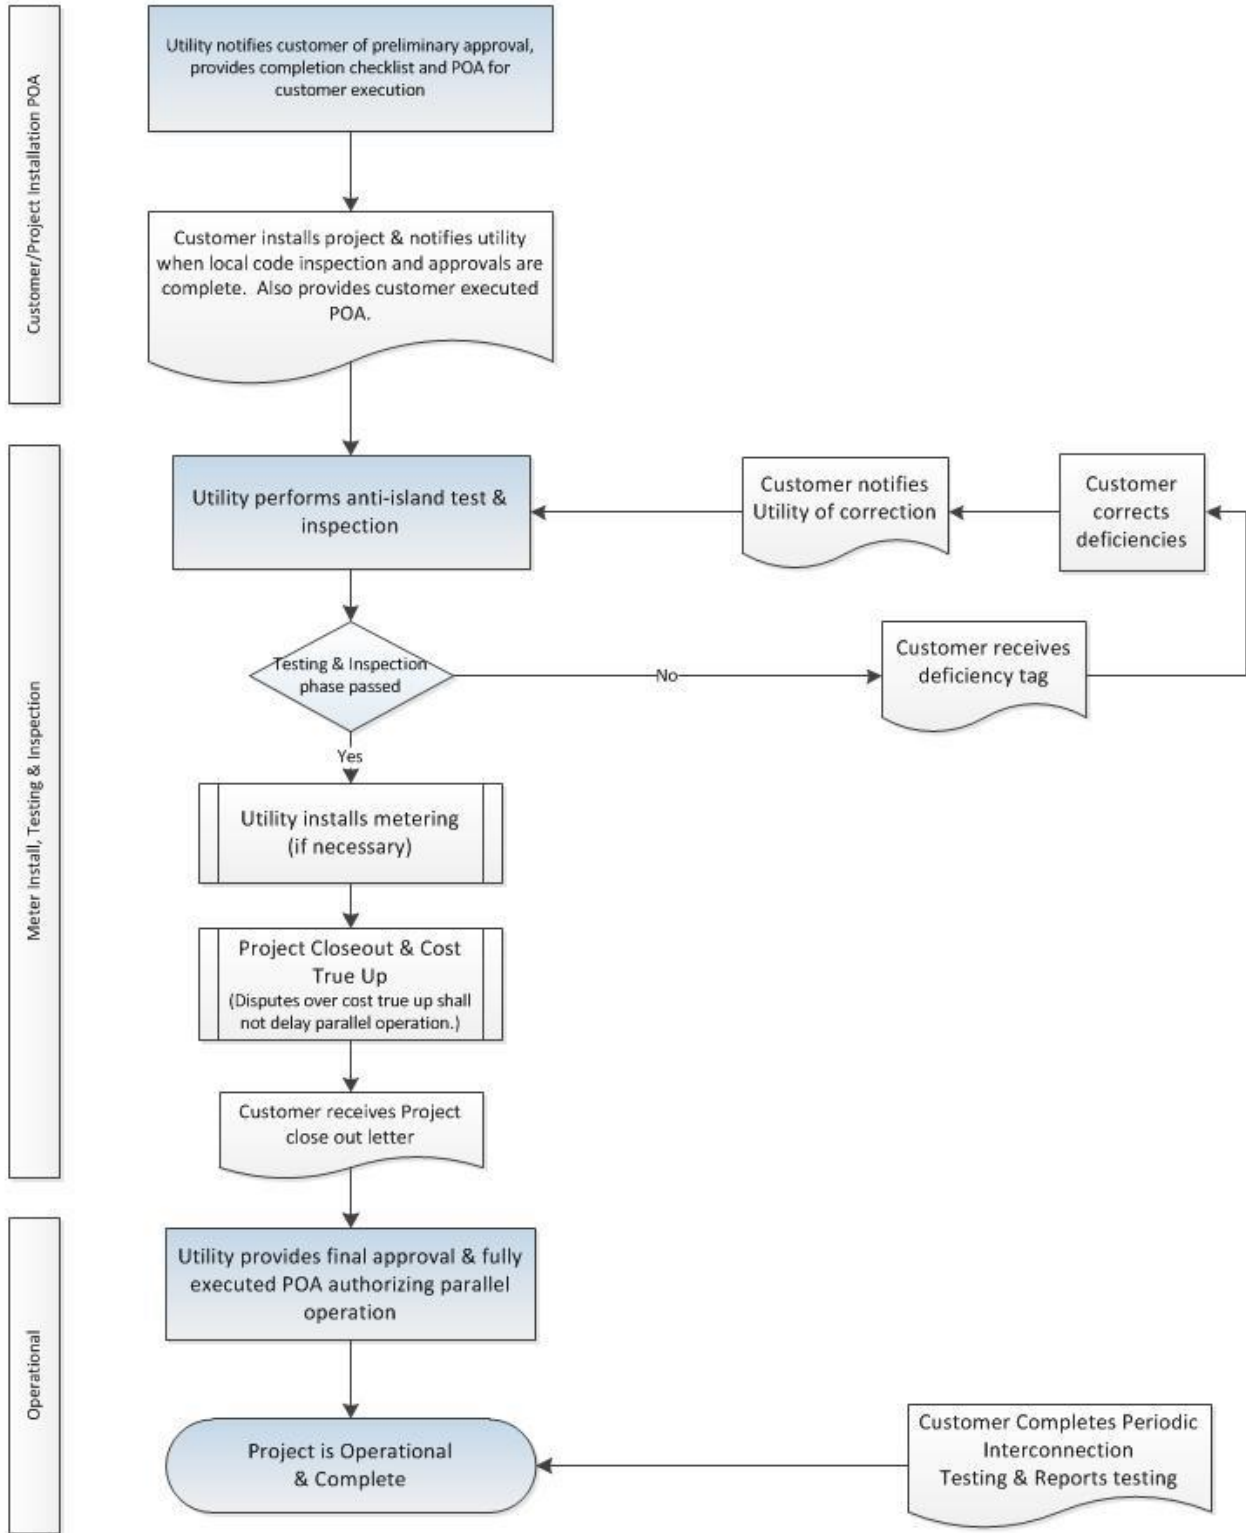 Customer/Project Installation POA
Utility notifies customer of preliminary approval,
provides completion checklist and POA for
customer execution
Customer installs project & notifies utility
when local code inspection and approvals are
complete.  Also provides customer executed
POA.
Meter Install, Testing & Inspection
Utility performs anti-island test &
inspection
Customer notifies
Utility of correction
Customer
corrects
deficiencies
Testing & Inspection
phase passed
No
Customer receives
deficiency tag
Yes
Utility installs metering
(if necessary)
Project Closeout & Cost
True Up
(Disputes over cost true up shall
not delay parallel operation.)
Customer receives Project
close out letter
Operational
Utility provides final approval & fully
executed POA authorizing parallel
operation
Project is Operational
& Complete
Customer Completes Periodic
Interconnection
Testing & Reports testing